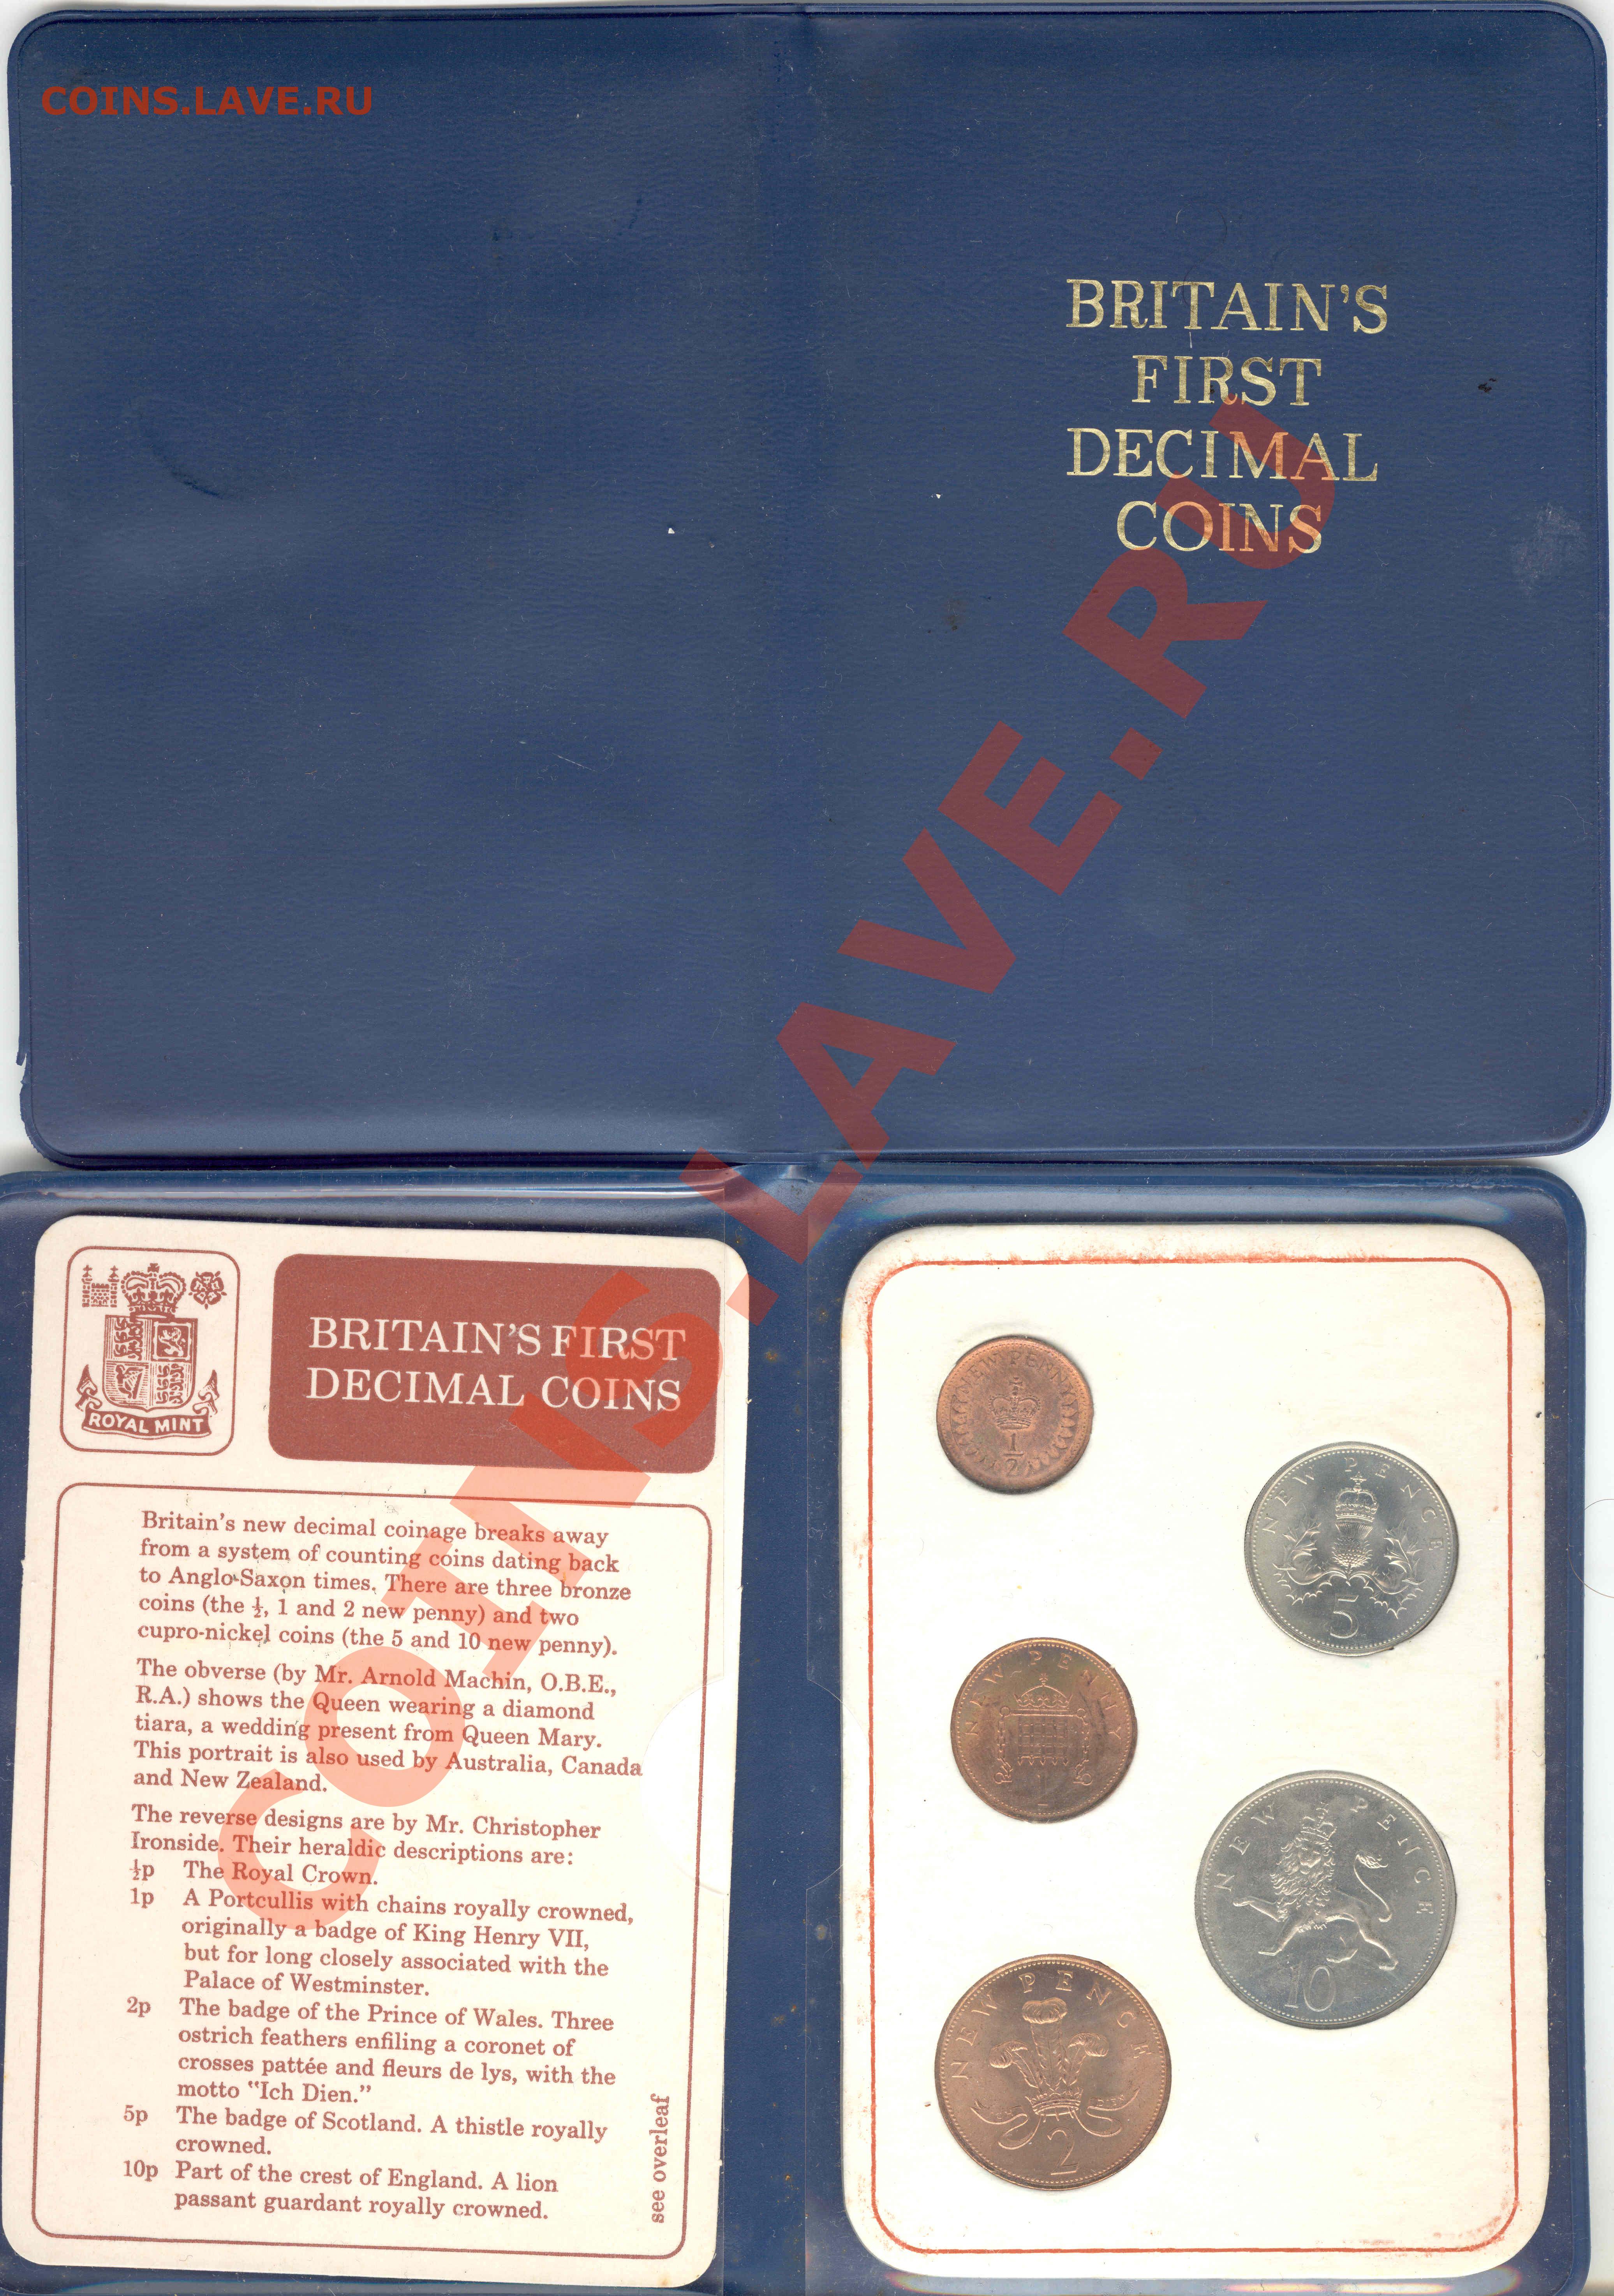 COINS.LAVE.RU
BRITAIN'S
FIRST
DECIMAL
COINS
COINS.LAVE.RU
ROYAL MINT
BRITAIN'S FIRST
DECIMAL COINS
Britain's new decimal coinage breaks away
from a system of counting coins dating back
to Anglo-Saxon times. There are three bronze
coins (the ½, 1 and 2 new penny) and two
cupro-nickel coins (the 5 and 10 new penny).
The obverse (by Mr. Arnold Machin, O.B.E.,
R.A.) shows the Queen wearing a diamond
tiara, a wedding present from Queen Mary.
This portrait is also used by Australia, Canada
and New Zealand.
The reverse designs are by Mr. Christopher
Ironside. Their heraldic descriptions are:
½p The Royal Crown.
1p A Portcullis with chains royally crowned,
originally a badge of King Henry VII,
but for long closely associated with the
Palace of Westminster.
2p The badge of the Prince of Wales. Three
ostrich feathers enfiling a coronet of
crosses pattée and fleurs de lys, with the
motto "Ich Dien."
5p The badge of Scotland. A thistle royally
crowned.
10p Part of the crest of England. A lion
passant guardant royally crowned.
see overleaf
NEW PENNY
1/2
NEW PENCE
5
NEW PENNY
1
NEW PENCE
10
NEW PENCE
2